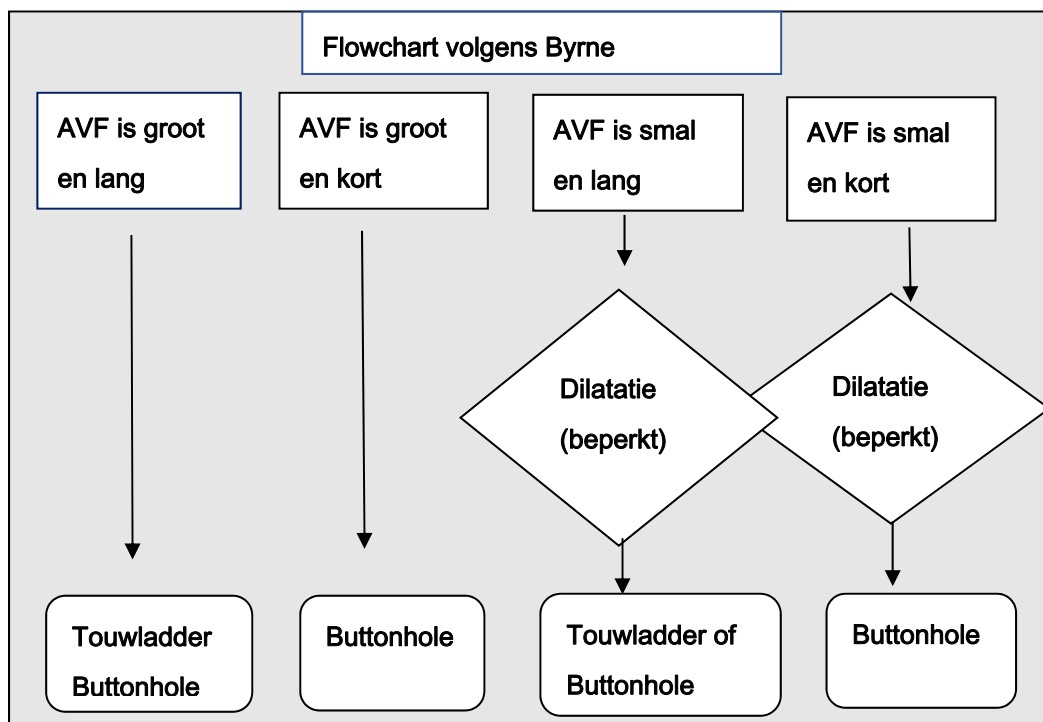 Flowchart volgens Byrne
AVF is groot
en lang
AVF is groot
en kort
AVF is smal
en lang
AVF is smal
en kort
Dilatatie
(beperkt)
Dilatatie
(beperkt)
Touwladder
Buttonhole
Buttonhole
Touwladder of
Buttonhole
Buttonhole